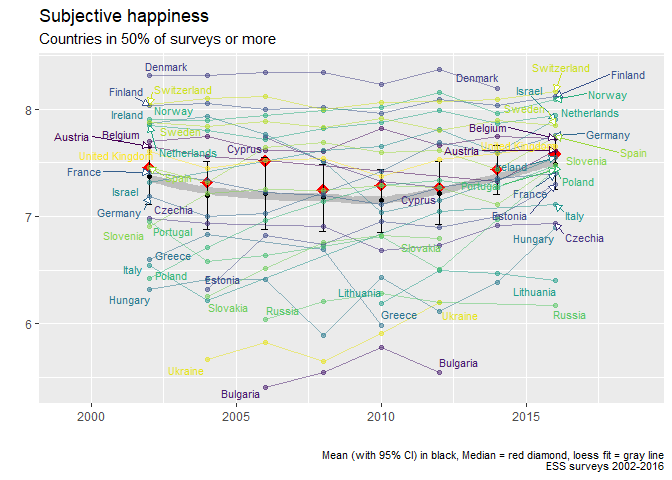 Subjective happiness
Countries in 50% of surveys or more
8
7
6
Denmark
Finland
Switzerland
Ireland
Norway
Austria
Belgium
Sweden
United Kingdom
Netherlands
Cyprus
France
Spain
Israel
Germany
Czechia
Slovenia
Portugal
Greece
Italy
Poland
Estonia
Hungary
Slovakia
Russia
Ukraine
Bulgaria
Switzerland
Denmark
Finland
Israel
Norway
Netherlands
Sweden
Belgium
Germany
United Kingdom
Austria
Spain
Ireland
Slovenia
Portugal
Poland
France
Cyprus
Estonia
Italy
Hungary
Czechia
Slovakia
Lithuania
Lithuania
Greece
Ukraine
Russia
Bulgaria
2000
2005
2010
2015
Mean (with 95% CI) in black, Median = red diamond, loess fit = gray line
ESS surveys 2002-2016